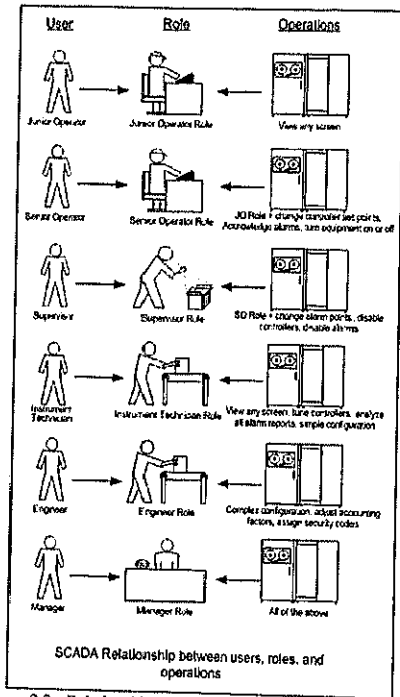 User Role Operations
Junior Operator Junior Operator Role View any screen
Senior Operator Senior Operator Role JO Role + change controller set points,
Acknowledge alarms, turn equipment on or off
Supervisor Supervisor Role SO Role + change alarm points, disable
controllers, disable alarms
Instrument
Technician Instrument Technician Role View any screen, tune controllers, analyze
all alarm reports, simple configuration
Engineer Engineer Role Complex configuration, adjust accounting
factors, assign security codes
Manager Manager Role All of the above
SCADA Relationship between users, roles, and
operations